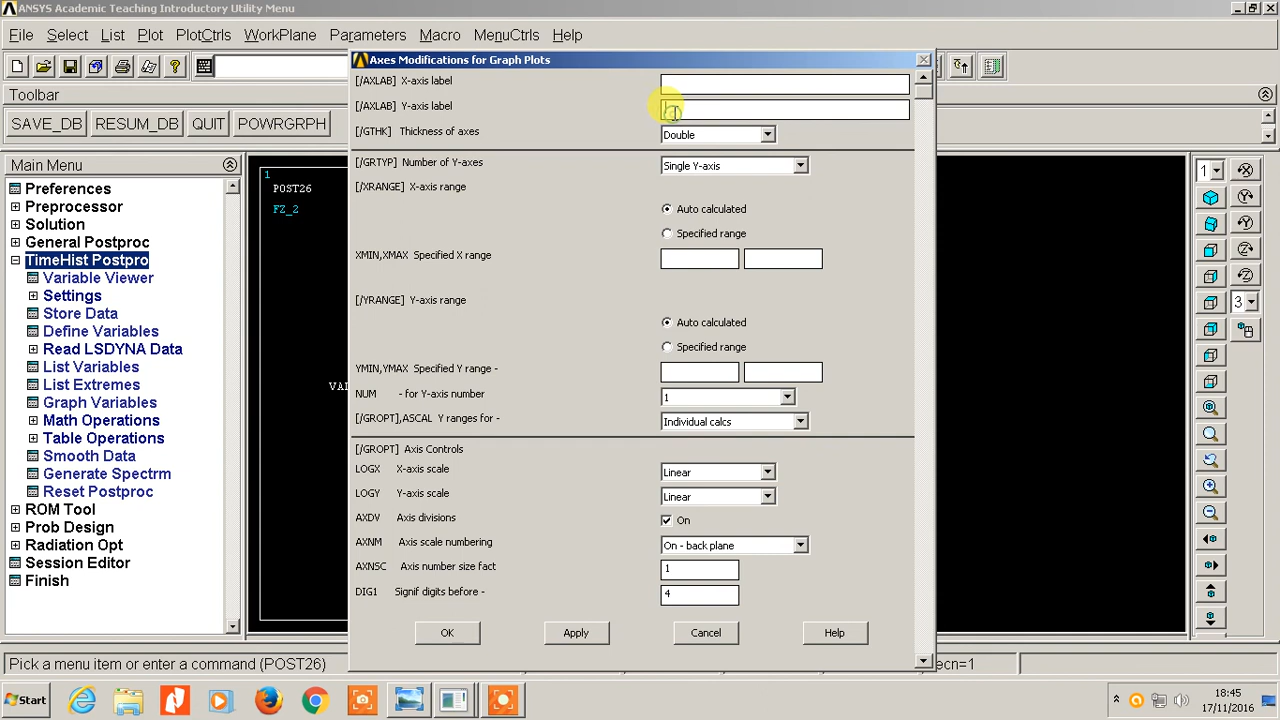 ANSYS Academic Teaching Introductory Utility Menu
File Select List Plot PlotCtrls WorkPlane Parameters Macro MenuCtrls Help
Axes Modifications for Graph Plots
[/AXLAB] X-axis label
Toolbar
[/AXLAB] Y-axis label
SAVE_DB RESUM_DB QUIT POWRGRPH
[/GTHK] Thickness of axes
Double
Main Menu
[/GRTYP] Number of Y-axes
Single Y-axis
1
1
Preferences
POST26
[/XRANGE] X-axis range
Preprocessor
FZ_2
Auto calculated
Solution
Specified range
General Postproc
TimeHist Postpro
XMIN,XMAX Specified X range
Variable Viewer
Settings
[/YRANGE] Y-axis range
3
Store Data
Auto calculated
Define Variables
Specified range
Read LSDYNA Data
List Variables
YMIN,YMAX Specified Y range -
List Extremes
NUM - for Y-axis number
1
Graph Variables
Math Operations
[/GROPT],ASCAL Y ranges for -
Individual calcs
Table Operations
Smooth Data
[/GROPT] Axis Controls
Generate Spectrm
LOGX X-axis scale
Linear
Reset Postproc
LOGY Y-axis scale
Linear
ROM Tool
AXDV Axis divisions
On
Prob Design
AXNM Axis scale numbering
On - back plane
Radiation Opt
Session Editor
AXNSC Axis number size fact
1
Finish
DIG1 Signif digits before -
4
OK Apply Cancel Help
Pick a menu item or enter a command (POST26)
ecn=1
Start
18:45
17/11/2016